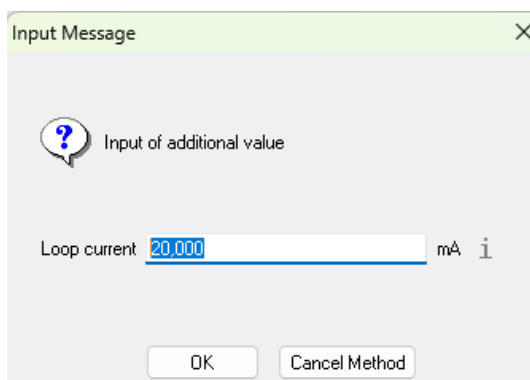 Input Message
Input of additional value
Loop current 20,000 mA
OK Cancel Method